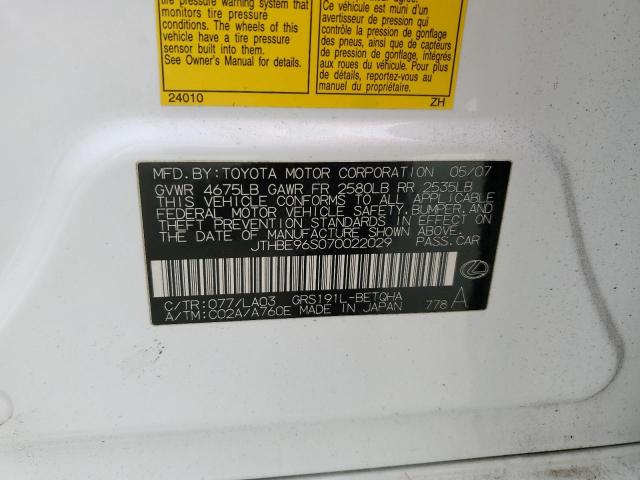 tire pressure warning system that
monitors tire pressure
conditions. The wheels of this
vehicle have a tire pressure
sensor built into them.
See Owner's Manual for details.
24010
Ce véhicule est muni d'un
avertisseur de pression qui
contrôle la pression de gonflage
des pneus, ainsi que de capteurs
de pression de gonflage, intégrés
aux roues du véhicule. Pour plus
de détails, reportez-vous au
manuel du propriétaire.
ZH
MFD. BY: TOYOTA MOTOR CORPORATION 05/07
GVWR 4675LB GAWR FR 2580LB RR 2535LB
THIS VEHICLE CONFORMS TO ALL APPLICABLE
FEDERAL MOTOR VEHICLE SAFETY, BUMPER, AND
THEFT PREVENTION STANDARDS IN EFFECT ON
THE DATE OF MANUFACTURE SHOWN ABOVE.
JTHBE96S070022029 PASS.CAR
C/TR: 077/LA03 GRS191L-BETQHA
A/TM: C02A/A760E MADE IN JAPAN 778 A